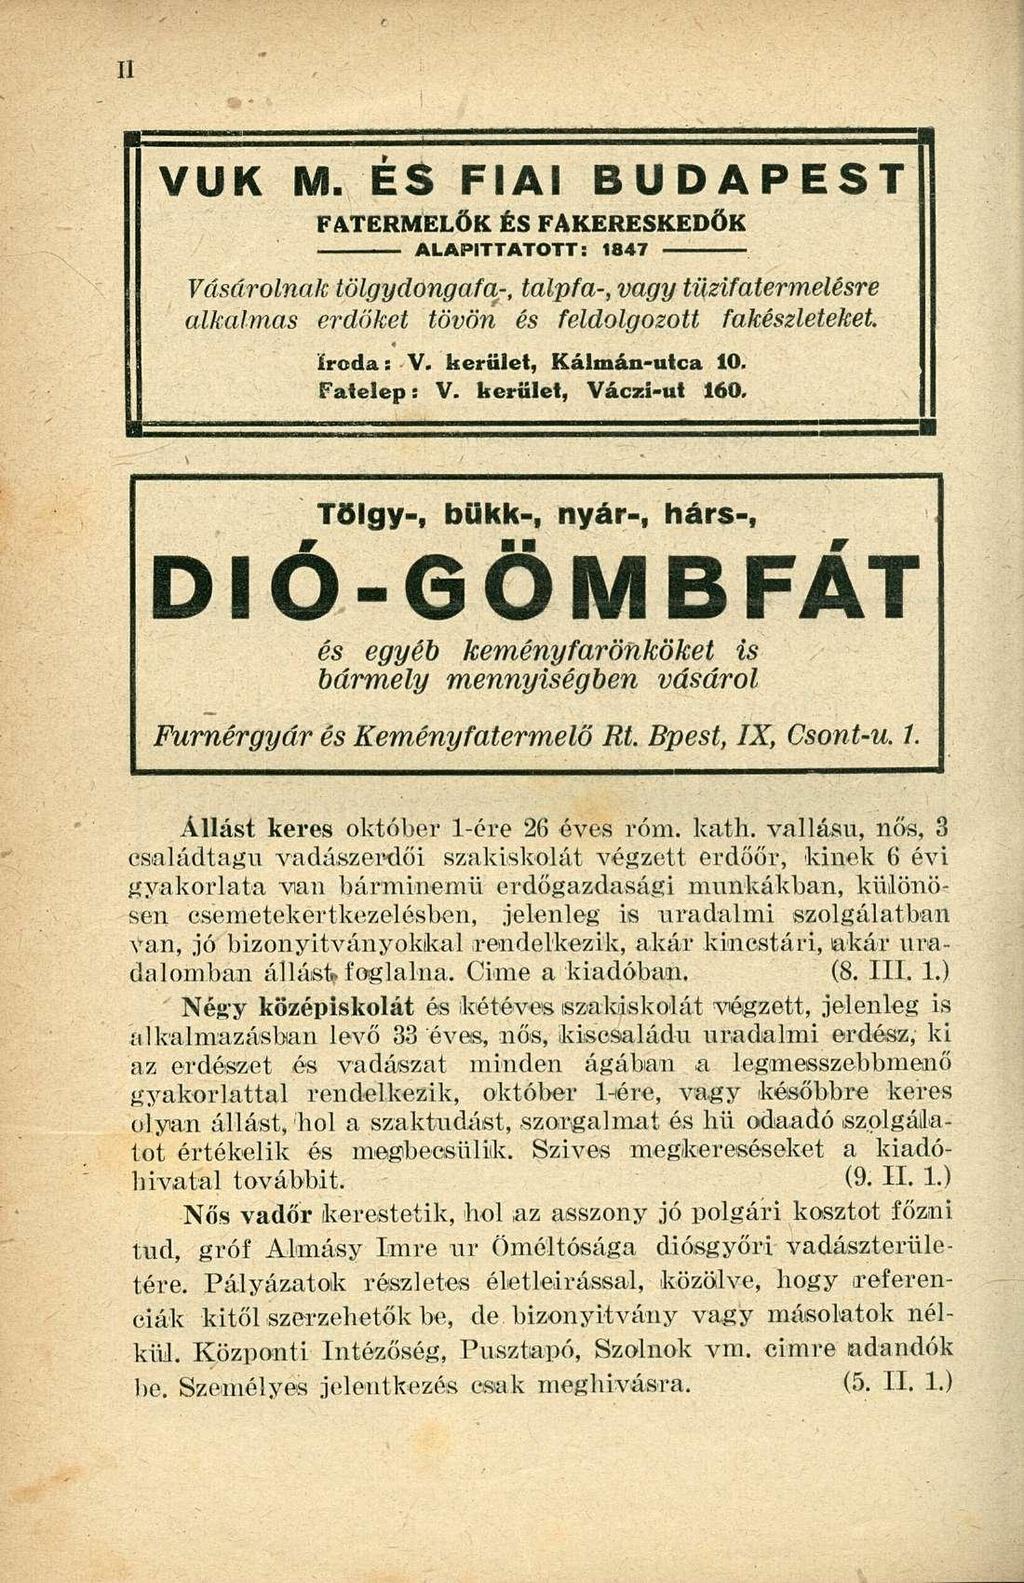 II
VUK M. ÉS FIAI BUDAPEST
FATERMELŐK ÉS FAKERESKEDŐK
ALAPITTATOTT: 1847
Vásárolnak tölgydongafa-, talpfa-, vagy tüzifatermelésre
alkalmas erdőket tövön és feldolgozott fakészleteket.
Iroda: V. kerület, Kálmán-utca 10.
Fatelep: V. kerület, Váczi-ut 160.
Tölgy-, bükk-, nyár-, hárs-,
DIÓ-GÖMBFÁT
és egyéb keményfarönköket is
bármely mennyiségben vásárol
Furnérgyár és Keményfatermelő Rt. Bpest, IX, Csont-u. 1.
Állást keres október 1-ére 26 éves róm. kath. vallásu, nős, 3
családtagu vadászerdői szakiskolát végzett erdőőr, kinek 6 évi
gyakorlata van bárminemü erdőgazdasági munkákban, különö-
sen csemetekertkezelésben, jelenleg is uradalmi szolgálatban
van, jó bizonyitványokkal rendelkezik, akár kincstári, akár ura-
dalomban állást foglalna. Cime a kiadóban. (8. III. 1.)
Négy középiskolát és kétéves szakiskolát végzett, jelenleg is
alkalmazásban levő 33 éves, nős, kiscsaládu uradalmi erdész, ki
az erdészet és vadászat minden ágában a legmesszebbmenő
gyakorlattal rendelkezik, október 1-ére, vagy későbbre keres
olyan állást, hol a szaktudást, szorgalmat és hü odaadó szolgála-
tot értékelik és megbecsülik. Szives megkereséseket a kiadó-
hivatal továbbit. (9. II. 1.)
Nős vadőr kerestetik, hol az asszony jó polgári kosztot főzni
tud, gróf Almásy Imre ur Öméltósága diósgyőri vadászterüle-
tére. Pályázatok részletes életleirással, közölve, hogy referen-
ciák kitől szerzehetők be, de bizonyitvány vagy másolatok nél-
kül. Központi Intézőség, Pusztapó, Szolnok vm. cimre adandók
be. Személyes jelentkezés csak meghivásra. (5. II. 1.)